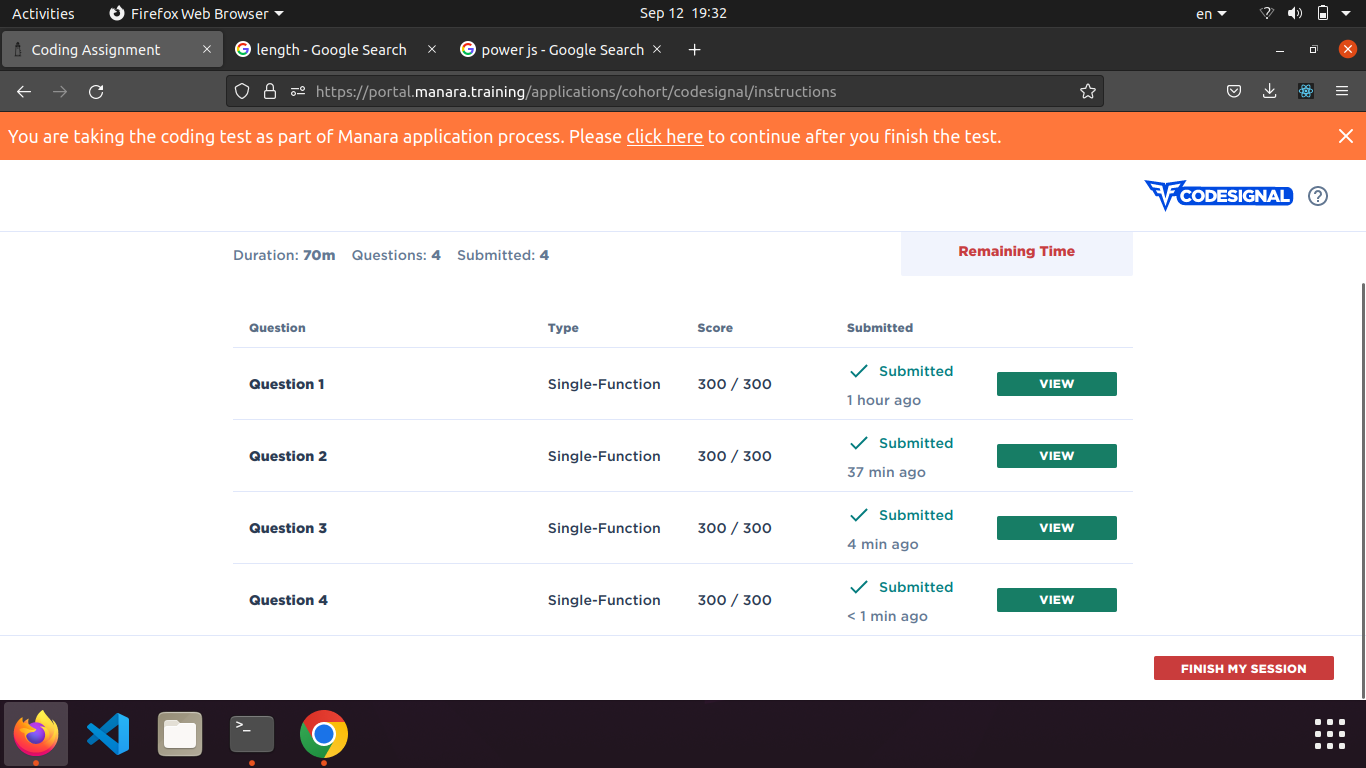 Activities Firefox Web Browser Sep 12 19:32 en
Coding Assignment length - Google Search power js - Google Search
https://portal.manara.training/applications/cohort/codesignal/instructions
You are taking the coding test as part of Manara application process. Please click here to continue after you finish the test.
CODESIGNAL
Duration: 70m Questions: 4 Submitted: 4 Remaining Time
Question Type Score Submitted
Question 1 Single-Function 300 / 300 Submitted VIEW
1 hour ago
Question 2 Single-Function 300 / 300 Submitted VIEW
37 min ago
Question 3 Single-Function 300 / 300 Submitted VIEW
4 min ago
Question 4 Single-Function 300 / 300 Submitted VIEW
< 1 min ago
FINISH MY SESSION